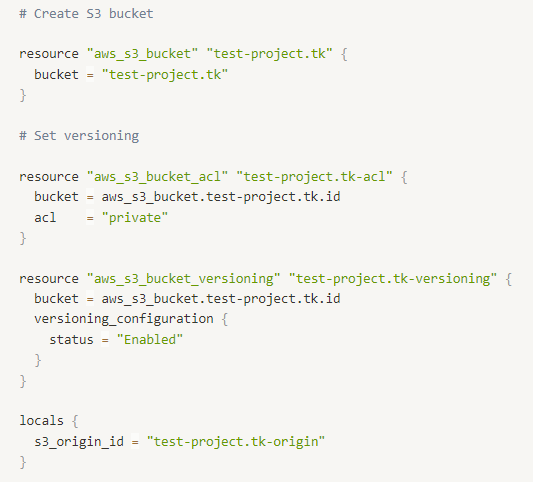 # Create S3 bucket
resource "aws_s3_bucket" "test-project.tk" {
  bucket = "test-project.tk"
}
# Set versioning
resource "aws_s3_bucket_acl" "test-project.tk-acl" {
  bucket = aws_s3_bucket.test-project.tk.id
  acl    = "private"
}
resource "aws_s3_bucket_versioning" "test-project.tk-versioning" {
  bucket = aws_s3_bucket.test-project.tk.id
  versioning_configuration {
    status = "Enabled"
  }
}
locals {
  s3_origin_id = "test-project.tk-origin"
}